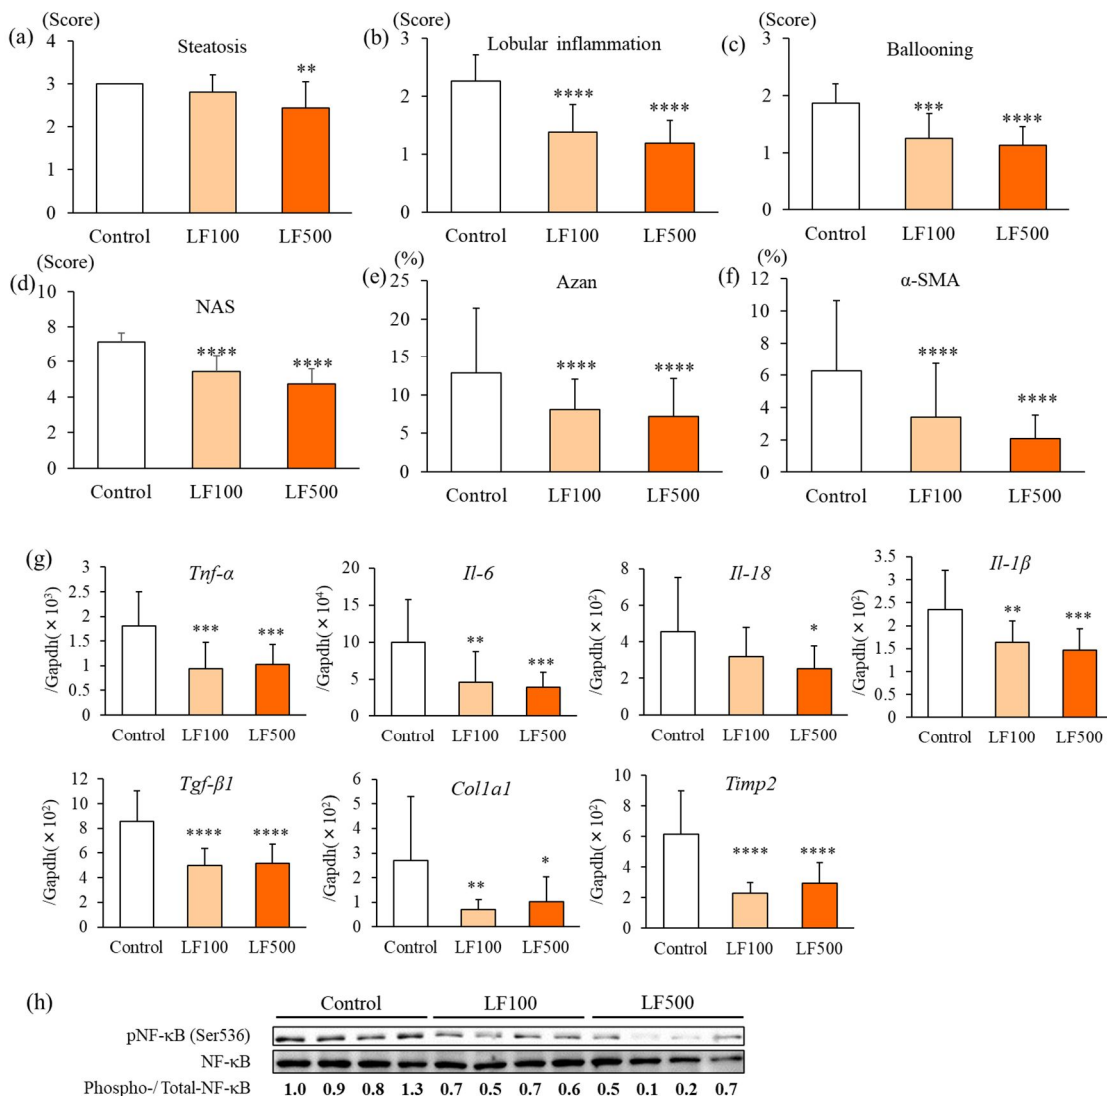 (Score) (Score) (Score)
(a) Steatosis (b) Lobular inflammation (c) Ballooning
4 3 2 1 0 ** Control LF100 LF500
3 2 1 0 **** **** Control LF100 LF500
3 2 1 0 *** **** Control LF100 LF500
(Score) (%) (%)
(d) NAS (e) Azan (f) α-SMA
10 8 6 4 2 0 **** **** Control LF100 LF500
25 20 15 10 5 0 **** **** Control LF100 LF500
12 10 8 6 4 2 0 **** **** Control LF100 LF500
(g)
Tnf-α
/Gapdh(×10³)
3 2.5 2 1.5 1 0.5 0 *** *** Control LF100 LF500
Il-6
/Gapdh(×10⁴)
20 15 10 5 0 ** *** Control LF100 LF500
Il-18
/Gapdh(×10²)
8 6 4 2 0 * Control LF100 LF500
Il-1β
/Gapdh(×10²)
3.5 3 2.5 2 1.5 1 0.5 0 ** *** Control LF100 LF500
Tgf-β1
/Gapdh(×10²)
12 10 8 6 4 2 0 **** **** Control LF100 LF500
Col1a1
/Gapdh(×10²)
6 5 4 3 2 1 0 ** * Control LF100 LF500
Timp2
/Gapdh(×10²)
10 8 6 4 2 0 **** **** Control LF100 LF500
(h)
Control LF100 LF500
pNF-κB (Ser536)
NF-κB
Phospho-/ Total-NF-κB 1.0 0.9 0.8 1.3 0.7 0.5 0.7 0.6 0.5 0.1 0.2 0.7